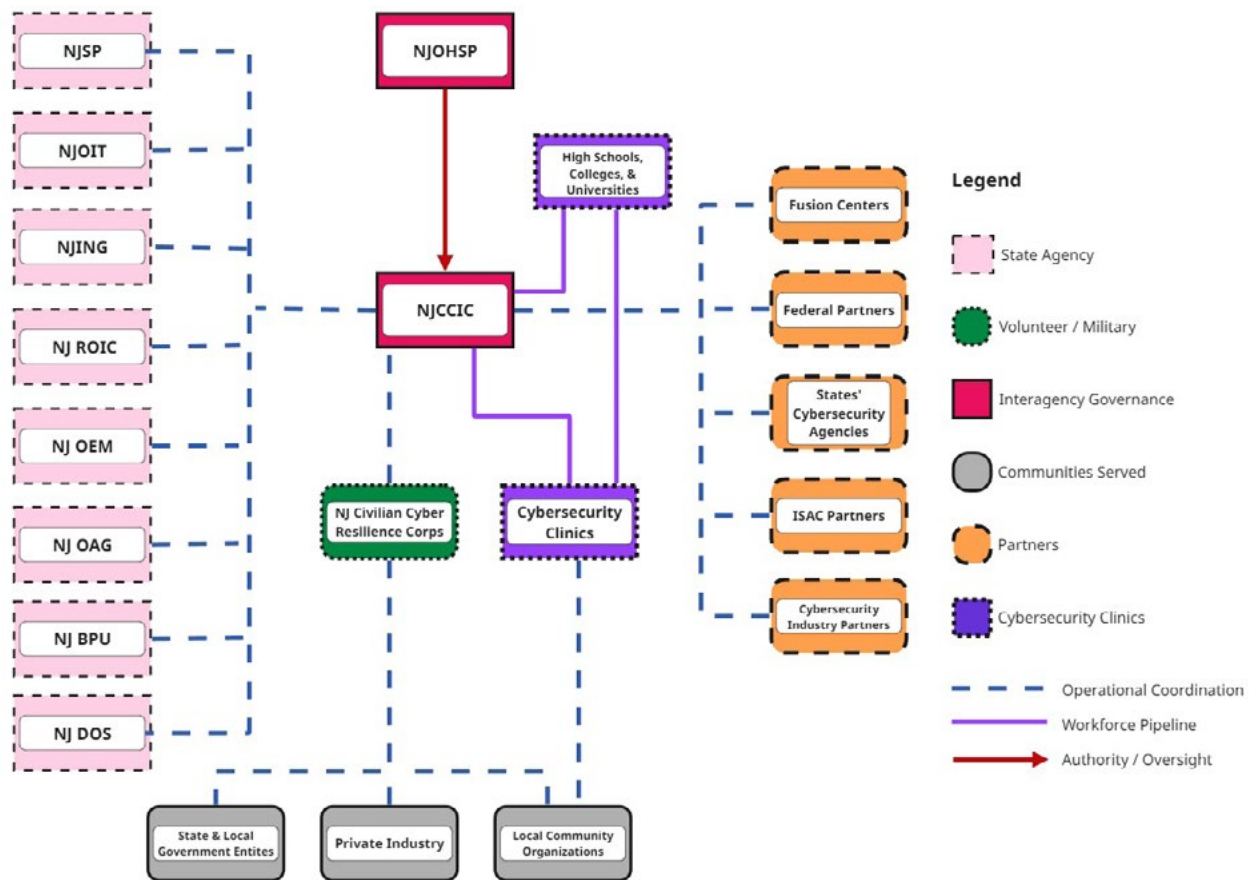 NJSP
NJOIT
NJING
NJ ROIC
NJ OEM
NJ OAG
NJ BPU
NJ DOS
NJOHSP
High Schools,
Colleges, &
Universities
NJCCIC
NJ Civilian Cyber
Resilience Corps
Cybersecurity
Clinics
State & Local
Government Entites
Private Industry
Local Community
Organizations
Fusion Centers
Federal Partners
States'
Cybersecurity
Agencies
ISAC Partners
Cybersecurity
Industry Partners
Legend
State Agency
Volunteer / Military
Interagency Governance
Communities Served
Partners
Cybersecurity Clinics
Operational Coordination
Workforce Pipeline
Authority / Oversight